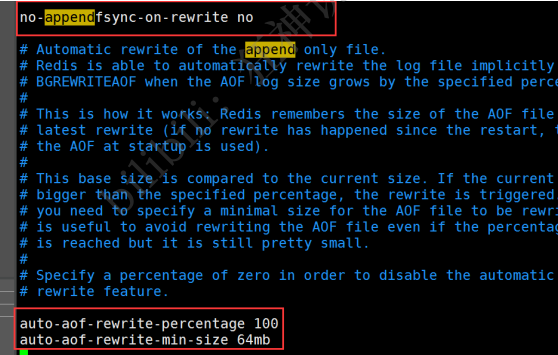 no-appendfsync-on-rewrite no
# Automatic rewrite of the append only file.
# Redis is able to automatically rewrite the log file implicitly
# BGREWRITEAOF when the AOF log size grows by the specified perce
#
# This is how it works: Redis remembers the size of the AOF file
# latest rewrite (if no rewrite has happened since the restart, t
# the AOF at startup is used).
#
# This base size is compared to the current size. If the current
# bigger than the specified percentage, the rewrite is triggered.
# you need to specify a minimal size for the AOF file to be rewri
# is useful to avoid rewriting the AOF file even if the percentag
# is reached but it is still pretty small.
#
# Specify a percentage of zero in order to disable the automatic
# rewrite feature.
auto-aof-rewrite-percentage 100
auto-aof-rewrite-min-size 64mb
bilibili: